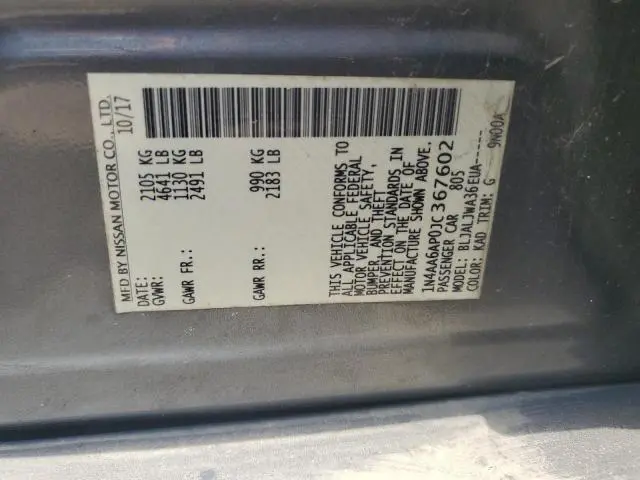 MFD BY NISSAN MOTOR CO., LTD.
DATE: 10/17
GVWR: 2105 KG
4641 LB
GAWR FR: 1130 KG
2491 LB
GAWR RR: 990 KG
2183 LB
THIS VEHICLE CONFORMS TO
ALL APPLICABLE FEDERAL
MOTOR VEHICLE SAFETY,
BUMPER, AND THEFT
PREVENTION STANDARDS IN
EFFECT ON THE DATE OF
MANUFACTURE SHOWN ABOVE.
1N4AA6AP0JC367602
PASSENGER CAR 805
MODEL: BLJALJWA36EUA-----
COLOR: KAD TRIM: G 9N00A